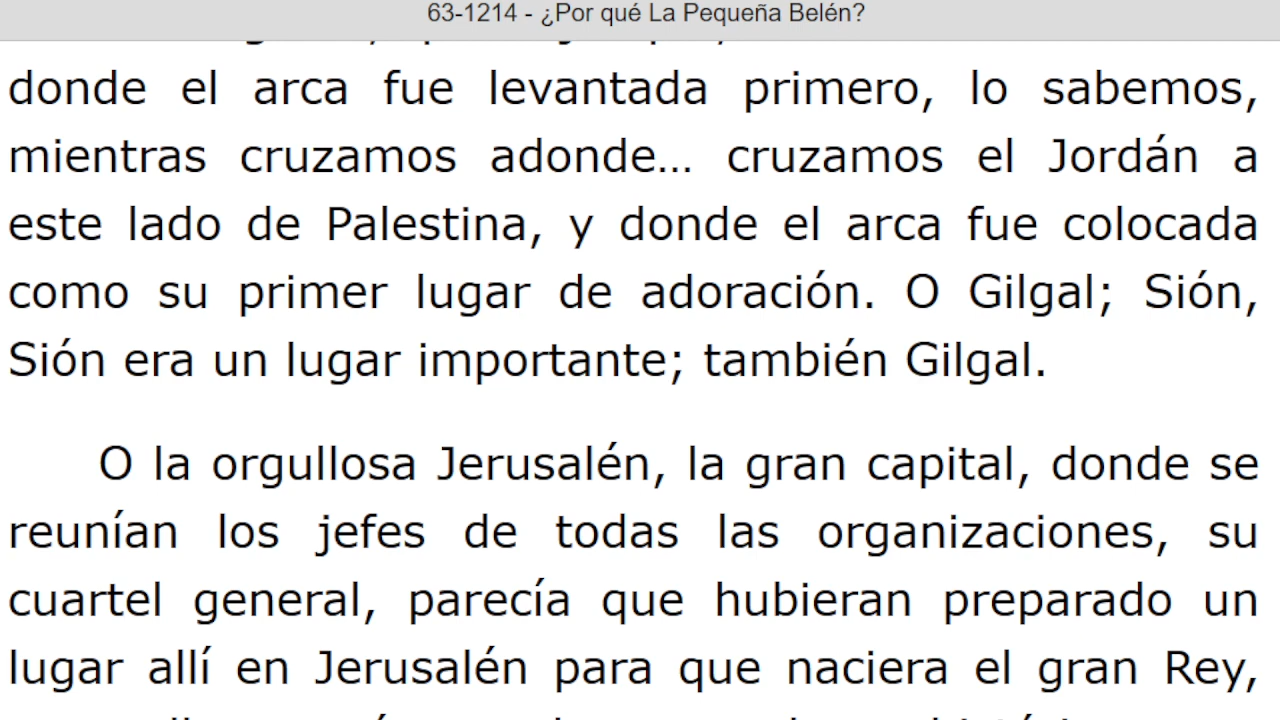 63-1214 - ¿Por qué La Pequeña Belén?
donde el arca fue levantada primero, lo sabemos,
mientras cruzamos adonde... cruzamos el Jordán a
este lado de Palestina, y donde el arca fue colocada
como su primer lugar de adoración. O Gilgal; Sión,
Sión era un lugar importante; también Gilgal.
O la orgullosa Jerusalén, la gran capital, donde se
reunían los jefes de todas las organizaciones, su
cuartel general, parecía que hubieran preparado un
lugar allí en Jerusalén para que naciera el gran Rey,